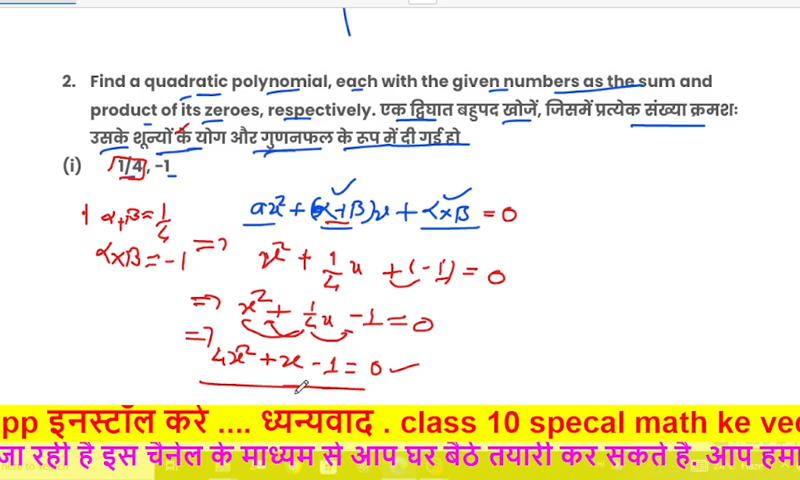 2. Find a quadratic polynomial, each with the given numbers as the sum and
product of its zeroes, respectively. एक द्विघात बहुपद खोजें, जिसमें प्रत्येक संख्या क्रमशः
उसके शून्यों के योग और गुणनफल के रूप में दी गई हो
(i) 1/4, -1
α+β=1/4
αxβ=-1
ax²+(α+β)x+αxβ=0
=> x²+1/4x+(-1)=0
=> x²+1/4x-1=0
=> 4x²+x-1=0
pp इनस्टॉल करे .... ध्यन्यवाद . class 10 specal math ke ved
जा रही है इस चैनेल के माध्यम से आप घर बैठे तयारी कर सकते है. आप हमा